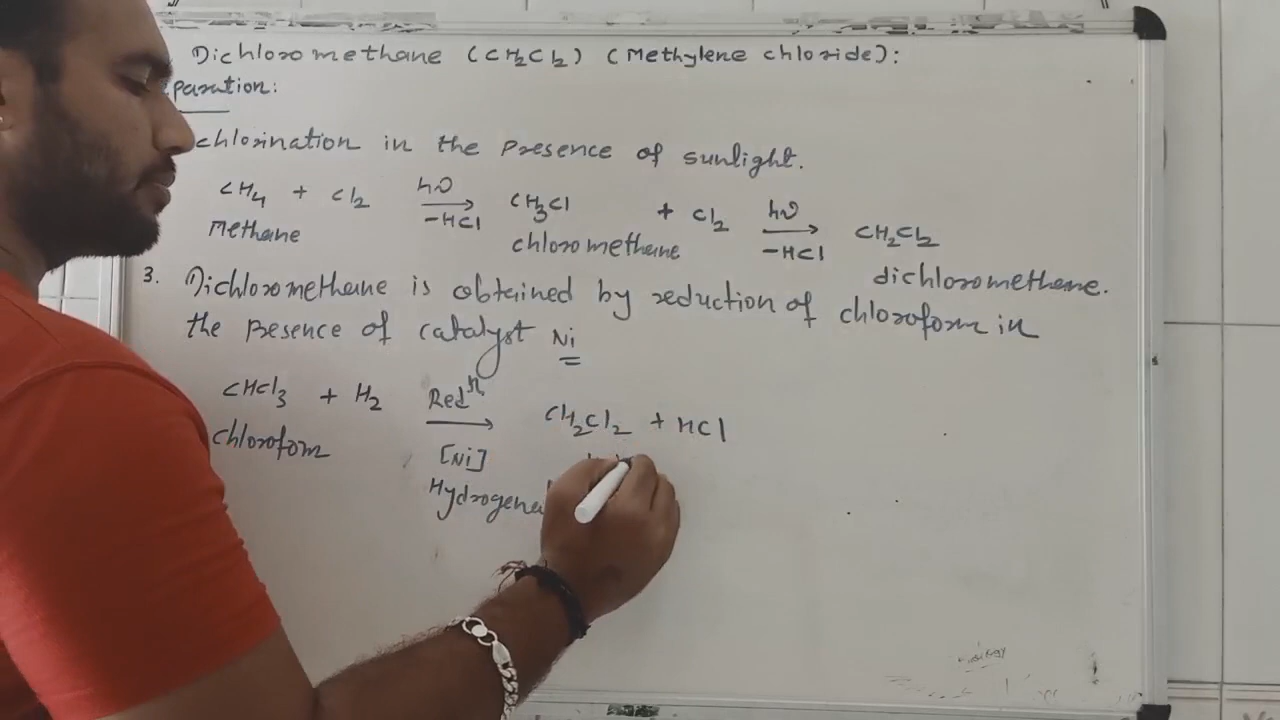 Dichloromethane (CH₂Cl₂) (Methylene chloride):
paration:
chlorination in the presence of sunlight.
CH₄ + Cl₂ hν → -HCl CH₃Cl + Cl₂ hν → -HCl CH₂Cl₂
Methane chloromethane dichloromethane.
3. Dichloromethane is obtained by reduction of chloroform in
the presence of catalyst Ni
CHCl₃ + H₂ Redⁿ → [Ni] CH₂Cl₂ + HCl
chloroform
Hydrogena